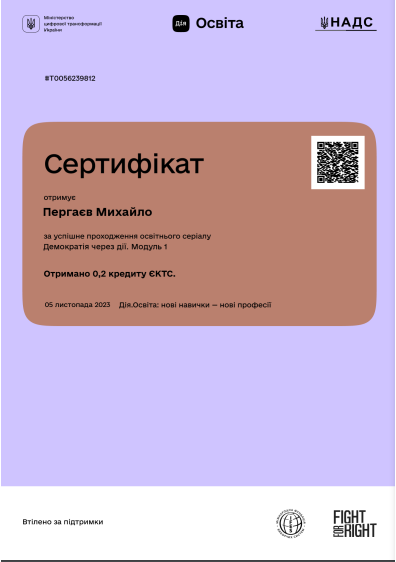 Міністерство
цифрової трансформації
України
Дія Освіта
НАДС
#T0056239812
Сертифікат
отримує
Пергаєв Михайло
за успішне проходження освітнього серіалу
Демократія через дії. Модуль 1
Отримано 0,2 кредиту ЄКТС.
05 листопада 2023 Дія.Освіта: нові навички — нові професії
Втілено за підтримки
FIGHT
FOR
RIGHT